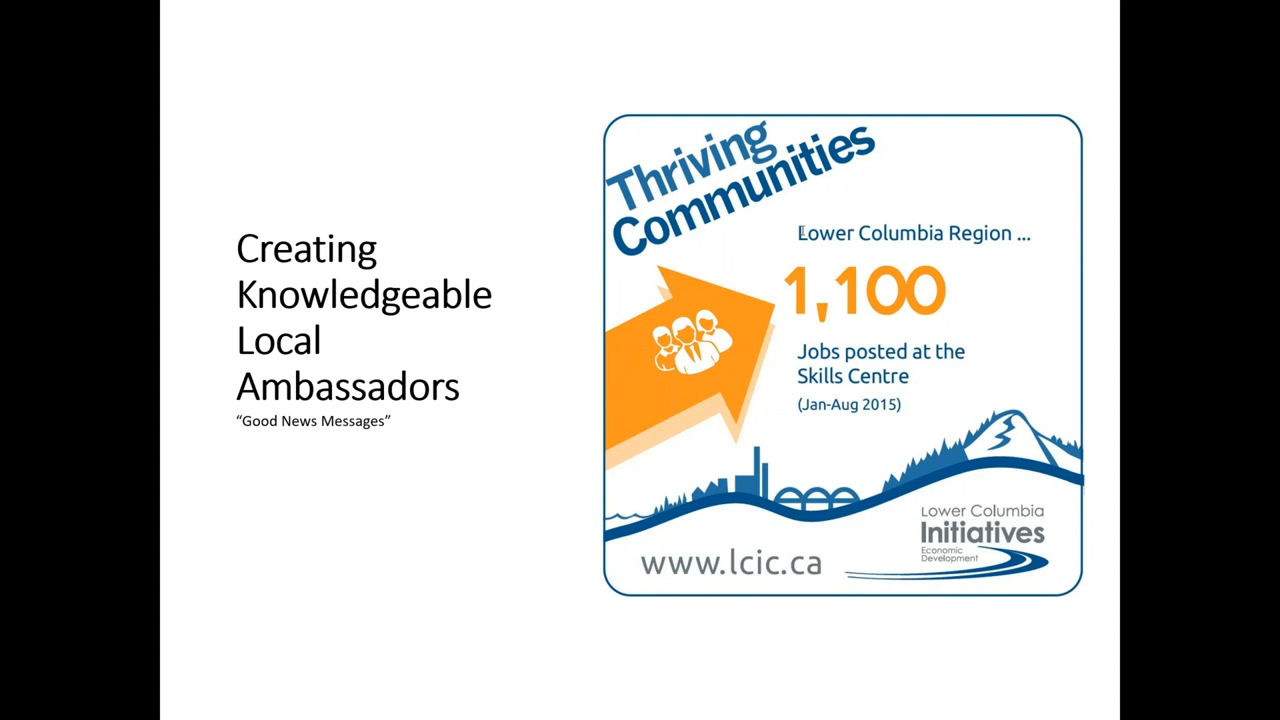 Creating
Knowledgeable
Local
Ambassadors
“Good News Messages”
Thriving
Communities
Lower Columbia Region ...
1,100
Jobs posted at the
Skills Centre
(Jan-Aug 2015)
Lower Columbia
Initiatives
Economic
Development
www.lcic.ca